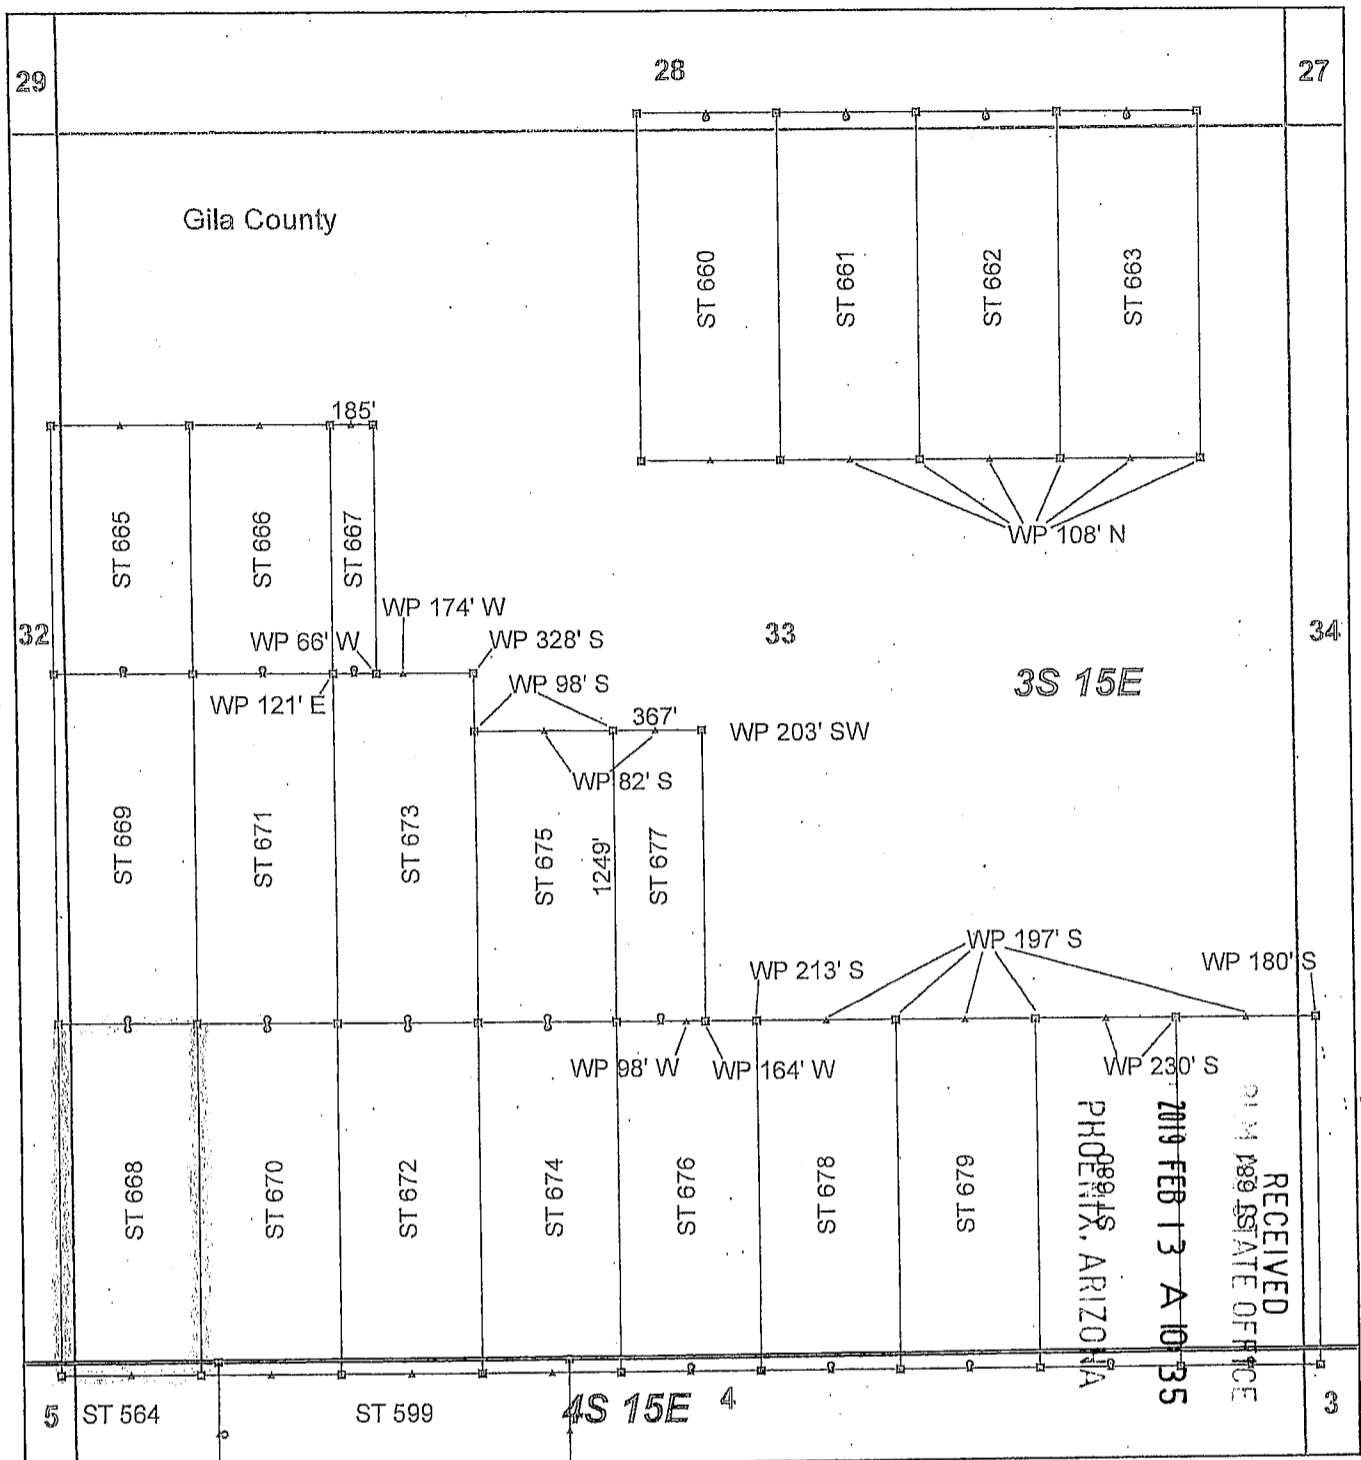 29
28
27
Gila County
ST 660
ST 661
ST 662
ST 663
185'
WP 108' N
ST 665
ST 666
ST 667
WP 174' W
32
WP 66' W
WP 328' S
33
34
WP 121' E
WP 98' S
3S 15E
367'
WP 203' SW
WP 82' S
ST 669
ST 671
ST 673
ST 675
1249'
ST 677
WP 197' S
WP 213' S
WP 180' S
WP 98' W
WP 164' W
WP 230' S
ST 668
ST 670
ST 672
ST 674
ST 676
ST 678
ST 679
ST 680
RECEIVED
STATE OFFICE
2019 FEB 13 A 10:35
PHOENIX, ARIZONA
5
ST 564
ST 599
4S 15E
4
3